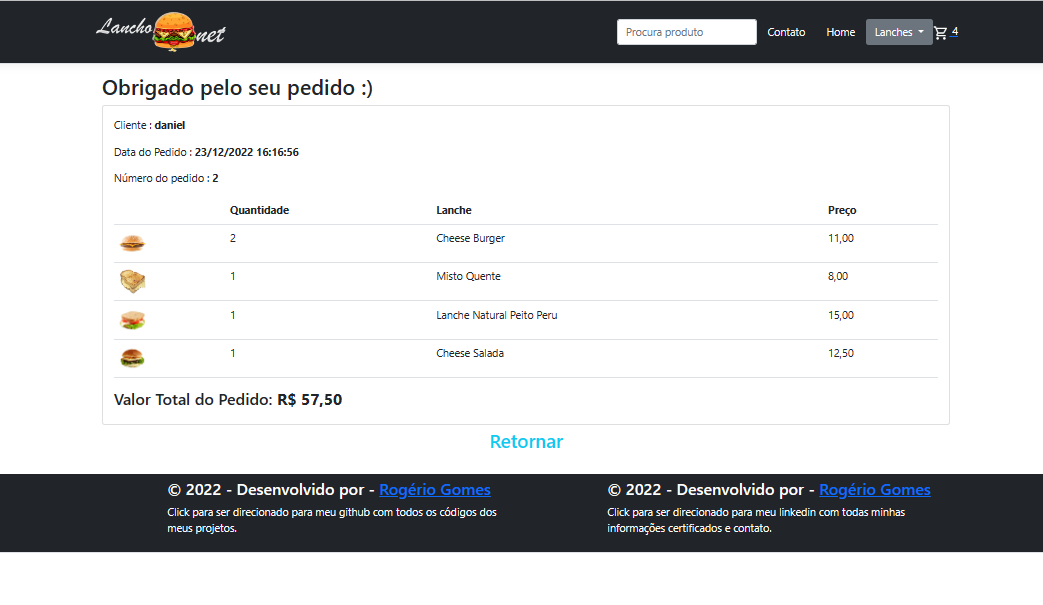 Lancho net
Procura produto
Contato
Home
Lanches
4
Obrigado pelo seu pedido :)
Cliente : daniel
Data do Pedido : 23/12/2022 16:16:56
Número do pedido : 2
Quantidade Lanche Preço
2 Cheese Burger 11,00
1 Misto Quente 8,00
1 Lanche Natural Peito Peru 15,00
1 Cheese Salada 12,50
Valor Total do Pedido: R$ 57,50
Retornar
© 2022 - Desenvolvido por - Rogério Gomes
Click para ser direcionado para meu github com todos os códigos dos
meus projetos.
© 2022 - Desenvolvido por - Rogério Gomes
Click para ser direcionado para meu linkedin com todas minhas
informações certificados e contato.